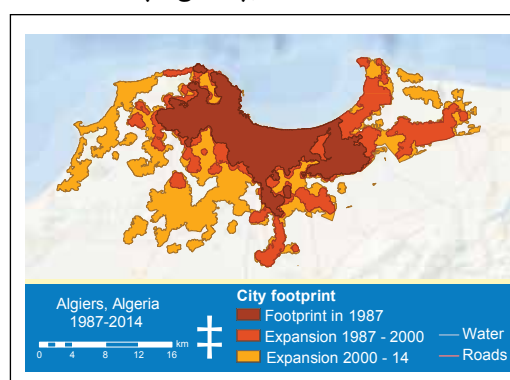 Algiers, Algeria
1987-2014
km
0 4 8 12 16
City footprint
Footprint in 1987
Expansion 1987 - 2000
Expansion 2000 - 14
Water
Roads